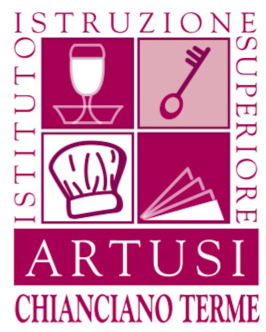 ISTITUTO
ISTRUZIONE
SUPERIORE
ARTUSI
CHIANCIANO TERME